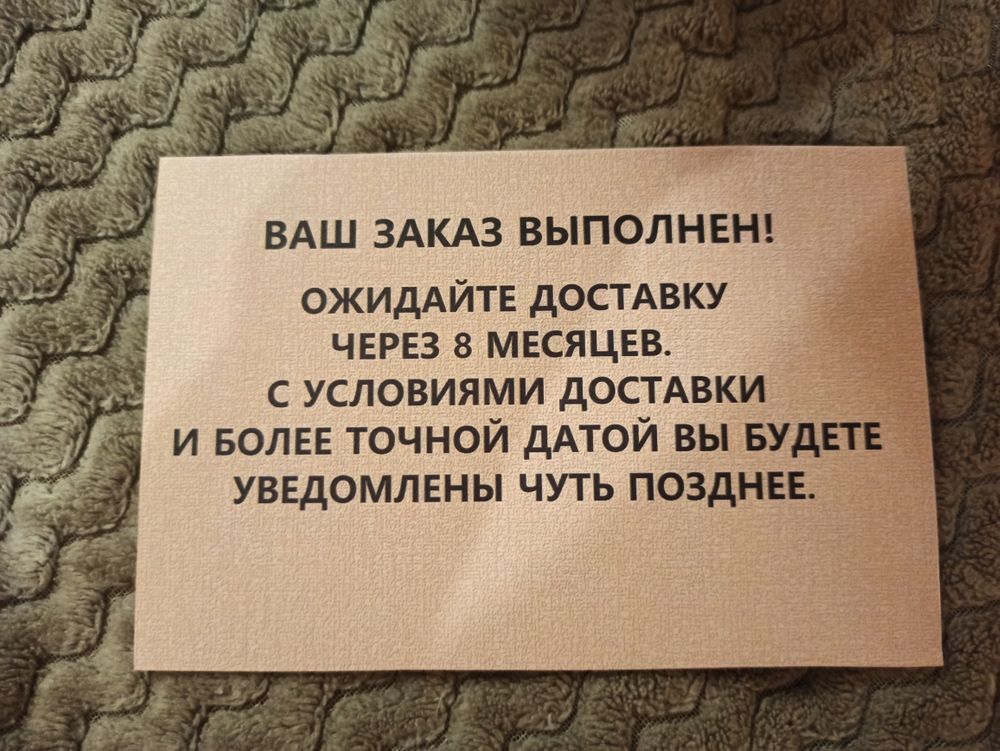 ВАШ ЗАКАЗ ВЫПОЛНЕН!
ОЖИДАЙТЕ ДОСТАВКУ
ЧЕРЕЗ 8 МЕСЯЦЕВ.
С УСЛОВИЯМИ ДОСТАВКИ
И БОЛЕЕ ТОЧНОЙ ДАТОЙ ВЫ БУДЕТЕ
УВЕДОМЛЕНЫ ЧУТЬ ПОЗДНЕЕ.